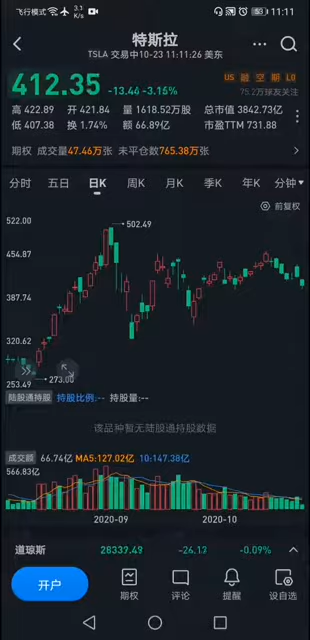 飞行模式 3.1 K/s 53 11:11
特斯拉
TSLA 交易中10-23 11:11:26 美东
412.35 -13.44 -3.16% US 融 空 期 L0
75.2万球友关注
高 422.89 开 421.84 量 1618.52万股 总市值 3842.73亿
低 407.38 换 1.74% 额 66.89亿 市盈TTM 731.88
期权 成交量47.46万张 未平仓数765.38万张
分时 五日 日K 周K 月K 季K 年K 分钟
前复权
522.00
502.49
454.87
387.74
320.62
273.00
253.49
陆股通持股 持股比例:-- 持股量:--
该品种暂无陆股通持股数据
成交额 66.74亿 MA5:127.02亿 10:147.38亿
566.83亿
2020-09 2020-10
道琼斯 28337.49 -26.13 -0.09%
开户 期权 评论 提醒 设自选